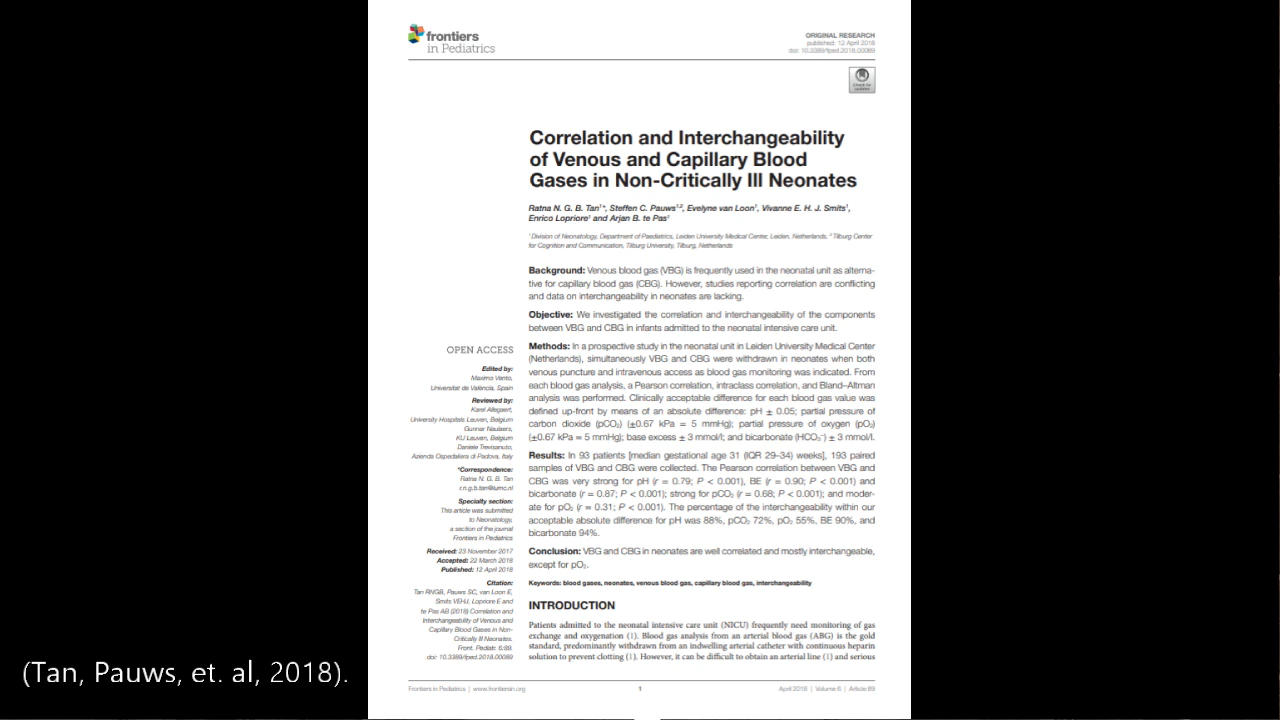 frontiers
in Pediatrics
ORIGINAL RESEARCH
published: 12 April 2018
doi: 10.3389/fped.2018.00089
Check for
updates
Correlation and Interchangeability
of Venous and Capillary Blood
Gases in Non-Critically Ill Neonates
Ratna N. G. B. Tan¹*, Steffen C. Pauws¹,², Evelyne van Loon¹, Vivanne E. H. J. Smits¹,
Enrico Lopriore¹ and Arjan B. te Pas¹
¹ Division of Neonatology, Department of Paediatrics, Leiden University Medical Center, Leiden, Netherlands, ² Tilburg Center
for Cognition and Communication, Tilburg University, Tilburg, Netherlands
Background: Venous blood gas (VBG) is frequently used in the neonatal unit as alterna-
tive for capillary blood gas (CBG). However, studies reporting correlation are conflicting
and data on interchangeability in neonates are lacking.
Objective: We investigated the correlation and interchangeability of the components
between VBG and CBG in infants admitted to the neonatal intensive care unit.
Methods: In a prospective study in the neonatal unit in Leiden University Medical Center
(Netherlands), simultaneously VBG and CBG were withdrawn in neonates when both
venous puncture and intravenous access as blood gas monitoring was indicated. From
each blood gas analysis, a Pearson correlation, intraclass correlation, and Bland–Altman
analysis was performed. Clinically acceptable difference for each blood gas value was
defined up-front by means of an absolute difference: pH ± 0.05; partial pressure of
carbon dioxide (pCO₂) (±0.67 kPa = 5 mmHg); partial pressure of oxygen (pO₂)
(±0.67 kPa = 5 mmHg); base excess ± 3 mmol/l; and bicarbonate (HCO₃⁻) ± 3 mmol/l.
Results: In 93 patients [median gestational age 31 (IQR 29–34) weeks], 193 paired
samples of VBG and CBG were collected. The Pearson correlation between VBG and
CBG was very strong for pH (r = 0.79; P < 0.001), BE (r = 0.90; P < 0.001) and
bicarbonate (r = 0.87; P < 0.001); strong for pCO₂ (r = 0.68; P < 0.001); and moder-
ate for pO₂ (r = 0.31; P < 0.001). The percentage of the interchangeability within our
acceptable absolute difference for pH was 88%, pCO₂ 72%, pO₂ 55%, BE 90%, and
bicarbonate 94%.
Conclusion: VBG and CBG in neonates are well correlated and mostly interchangeable,
except for pO₂.
Keywords: blood gases, neonates, venous blood gas, capillary blood gas, interchangeability
INTRODUCTION
Patients admitted to the neonatal intensive care unit (NICU) frequently need monitoring of gas
exchange and oxygenation (1). Blood gas analysis from an arterial blood gas (ABG) is the gold
standard, predominantly withdrawn from an indwelling arterial catheter with continuous heparin
solution to prevent clotting (1). However, it can be difficult to obtain an arterial line (1) and serious
OPEN ACCESS
Edited by:
Maximo Vento,
Universitat de València, Spain
Reviewed by:
Karel Allegaert,
University Hospitals Leuven, Belgium
Gunnar Naulaers,
KU Leuven, Belgium
Daniele Trevisanuto,
Azienda Ospedaliera di Padova, Italy
*Correspondence:
Ratna N. G. B. Tan
r.n.g.b.tan@lumc.nl
Specialty section:
This article was submitted
to Neonatology,
a section of the journal
Frontiers in Pediatrics
Received: 23 November 2017
Accepted: 22 March 2018
Published: 12 April 2018
Citation:
Tan RNGB, Pauws SC, van Loon E,
Smits VEHJ, Lopriore E and
te Pas AB (2018) Correlation and
Interchangeability of Venous and
Capillary Blood Gases in Non-
Critically Ill Neonates.
Front. Pediatr. 6:89.
doi: 10.3389/fped.2018.00089
Frontiers in Pediatrics | www.frontiersin.org
1
April 2018 | Volume 6 | Article 89
(Tan, Pauws, et. al, 2018).